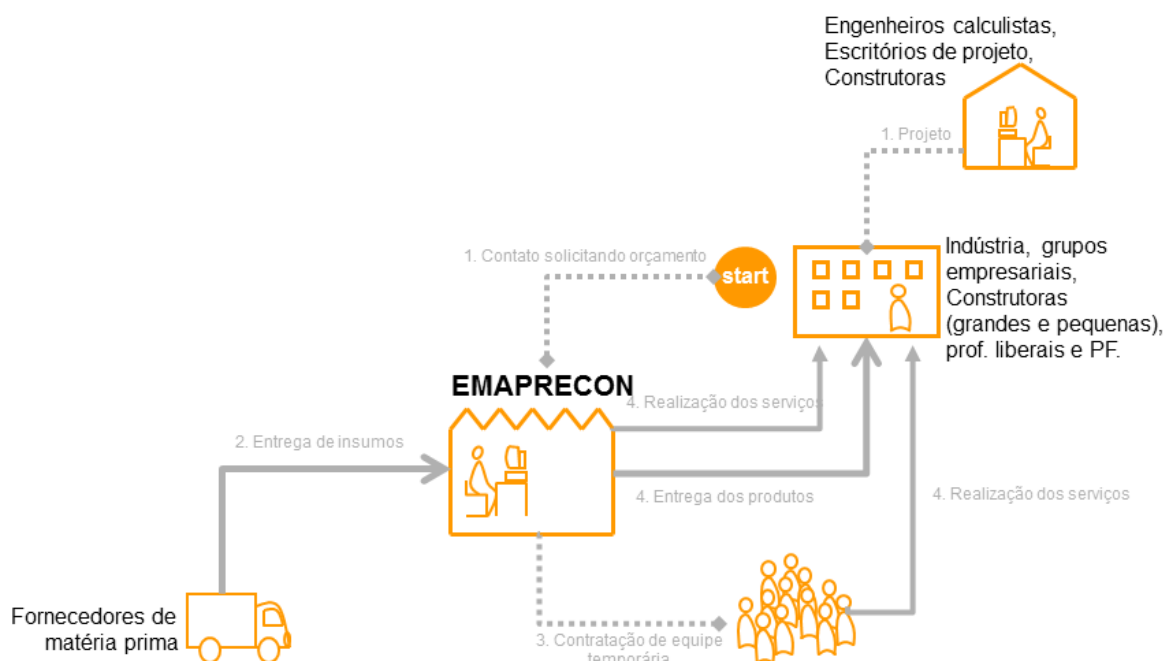 Engenheiros calculistas,
Escritórios de projeto,
Construtoras
1. Projeto
1. Contato solicitando orçamento
start
Indústria, grupos
empresariais,
Construtoras
(grandes e pequenas),
prof. liberais e PF.
EMAPRECON
4. Realização dos serviços
2. Entrega de insumos
4. Entrega dos produtos
4. Realização dos serviços
Fornecedores de
matéria prima
3. Contratação de equipe
temporária